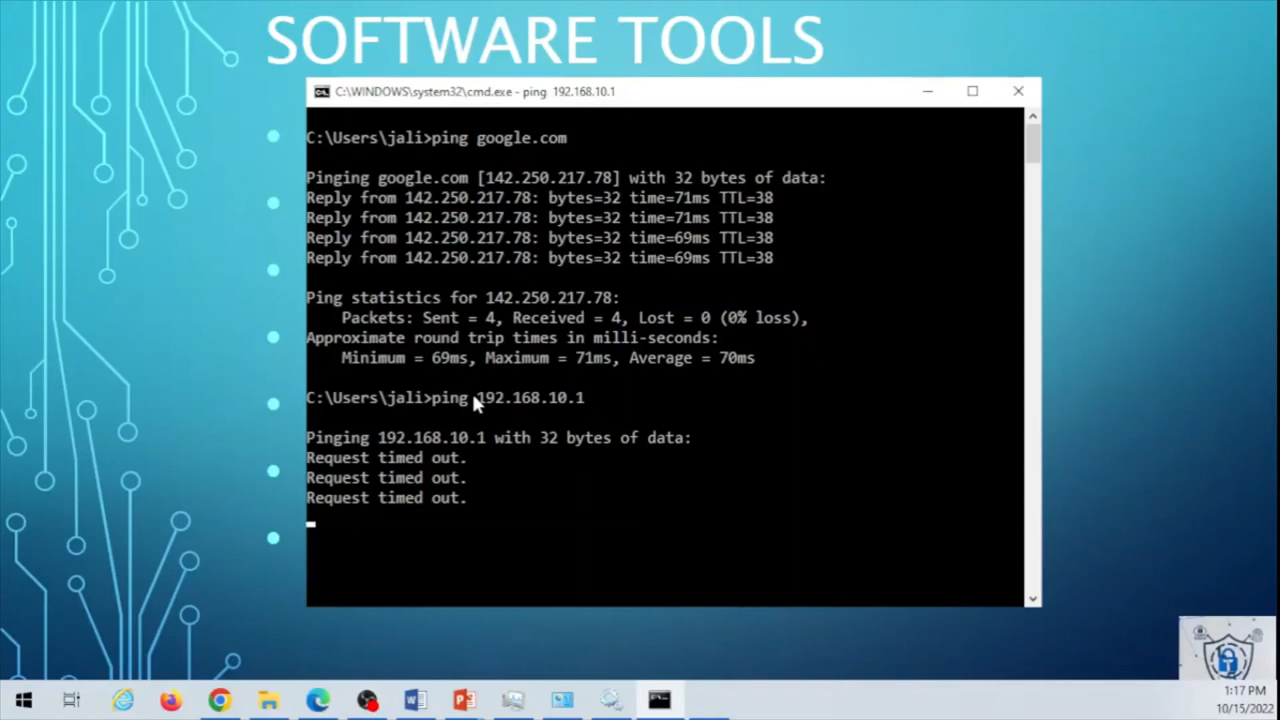 SOFTWARE TOOLS
C:\WINDOWS\system32\cmd.exe - ping 192.168.10.1
C:\Users\jali>ping google.com
Pinging google.com [142.250.217.78] with 32 bytes of data:
Reply from 142.250.217.78: bytes=32 time=71ms TTL=38
Reply from 142.250.217.78: bytes=32 time=71ms TTL=38
Reply from 142.250.217.78: bytes=32 time=69ms TTL=38
Reply from 142.250.217.78: bytes=32 time=69ms TTL=38
Ping statistics for 142.250.217.78:
Packets: Sent = 4, Received = 4, Lost = 0 (0% loss),
Approximate round trip times in milli-seconds:
Minimum = 69ms, Maximum = 71ms, Average = 70ms
C:\Users\jali>ping 192.168.10.1
Pinging 192.168.10.1 with 32 bytes of data:
Request timed out.
Request timed out.
Request timed out.
1:17 PM
10/15/2022